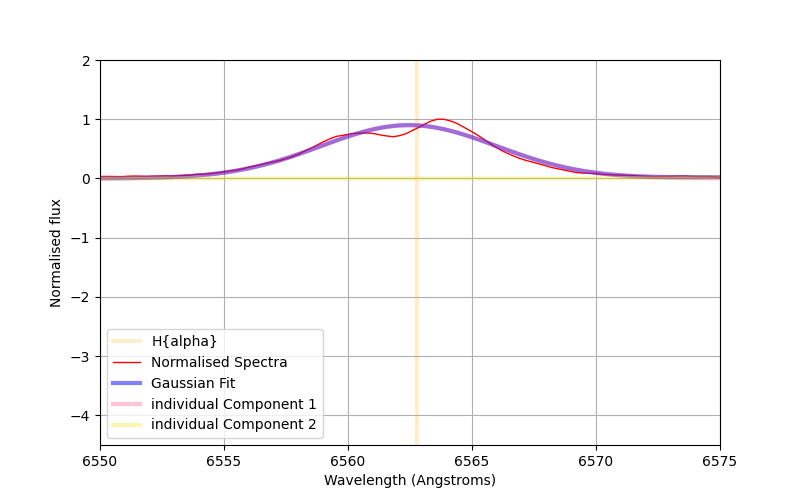 2
1
0
−1
−2
−3
−4
Normalised flux
H{alpha}
Normalised Spectra
Gaussian Fit
individual Component 1
individual Component 2
6550 6555 6560 6565 6570 6575
Wavelength (Angstroms)